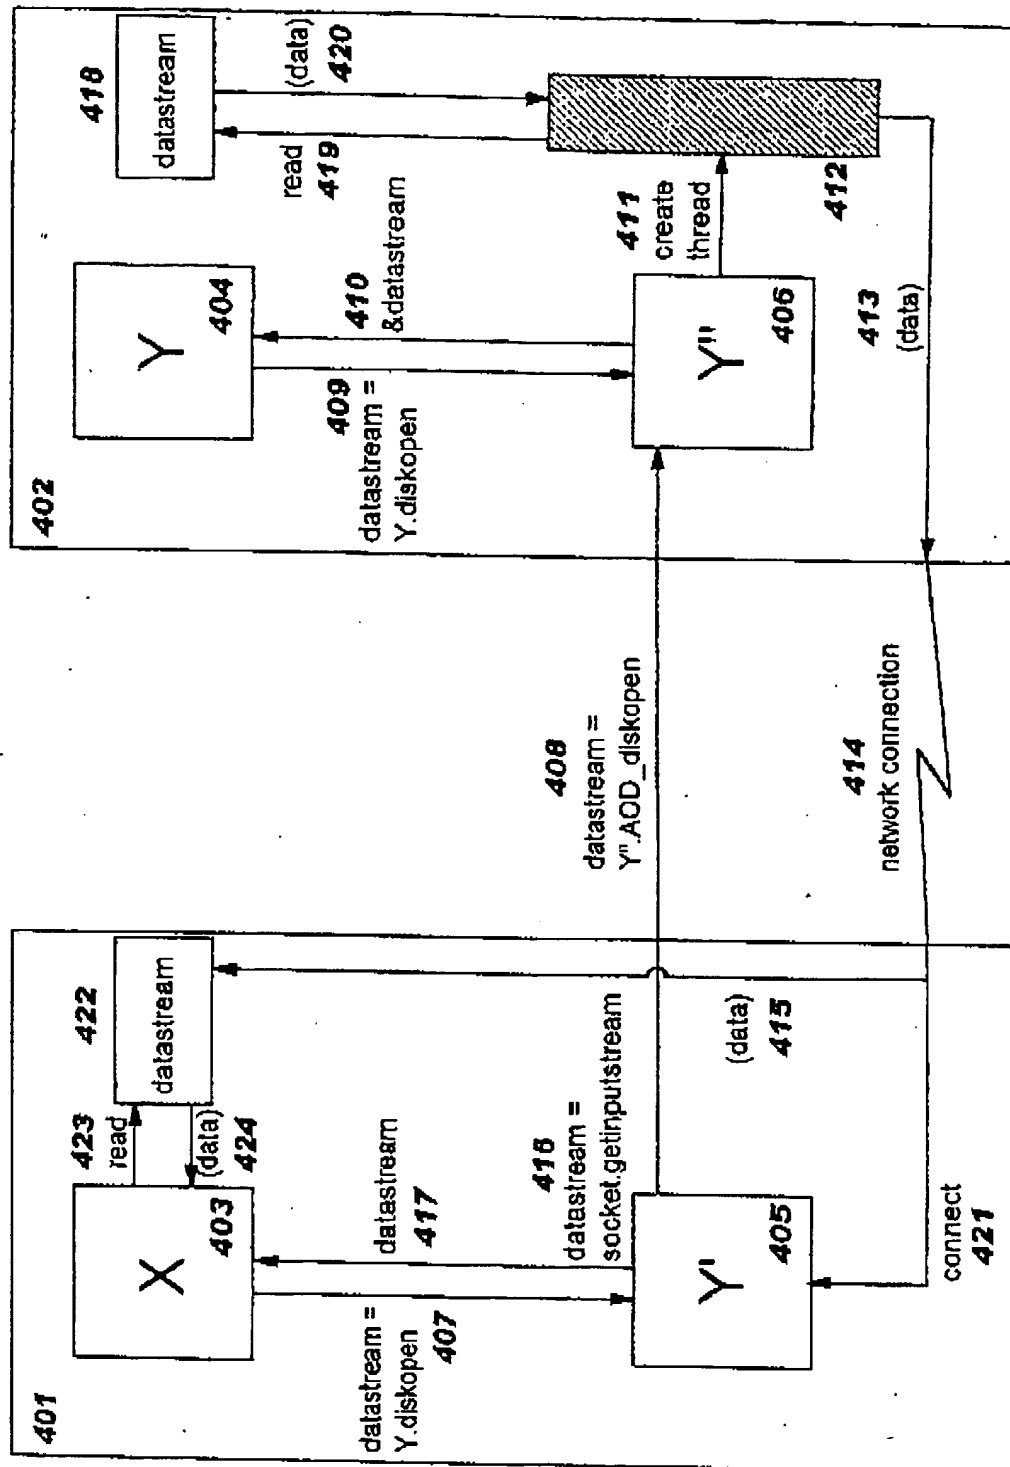 401
X
403
423
read
422
datastream
(data)
424
datastream =
Y.diskopen
407
datastream
417
416
datastream =
socket.getinputstream
Y'
405
(data)
415
connect
421
408
datastream =
Y".AOD_diskopen
414
network connection
402
Y
404
418
datastream
read
419
(data)
420
409
datastream =
Y.diskopen
410
&datastream
Y"
406
411
create
thread
412
413
(data)